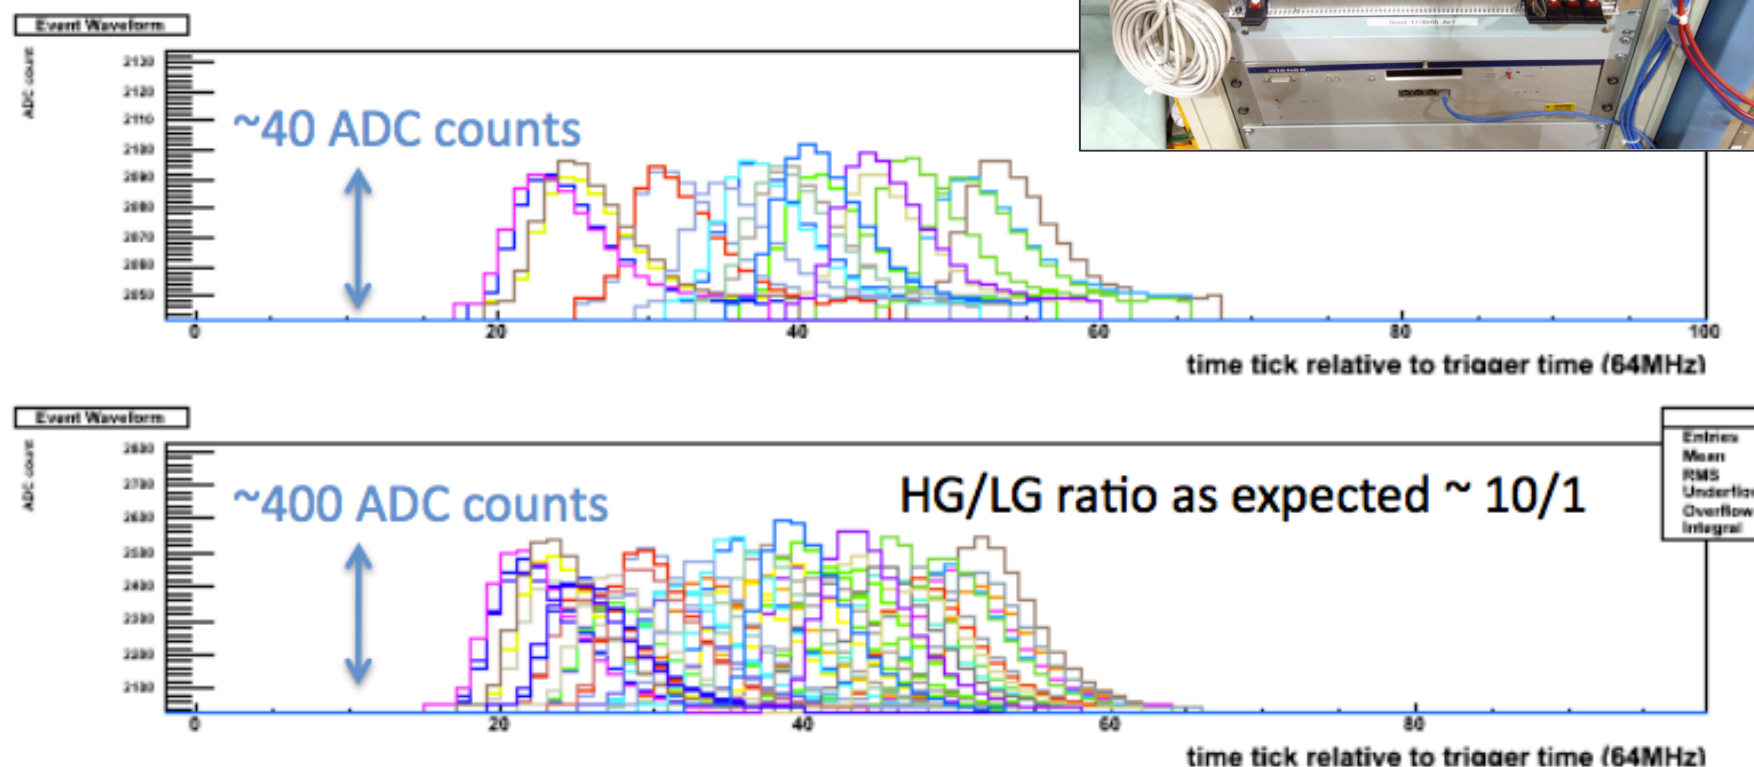 Event Waveform
ADC count
2130
2120
2110
2100
2090
2080
2070
2060
2050
~40 ADC counts
WIENER
0
20
40
60
80
100
time tick relative to trigger time (64MHz)
Event Waveform
ADC count
2800
2700
2600
2500
2400
2300
2200
2100
~400 ADC counts
HG/LG ratio as expected ~ 10/1
Entries
Mean
RMS
Underflow
Overflow
Integral
0
20
40
60
80
time tick relative to trigger time (64MHz)